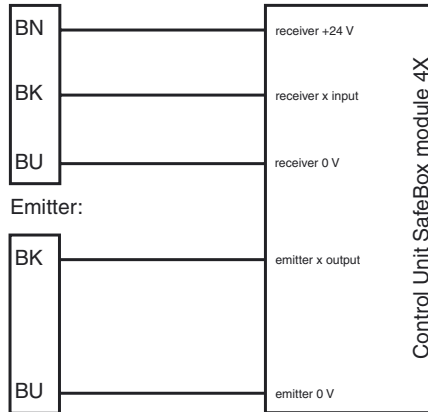 BN
receiver +24 V
BK
receiver x input
BU
receiver 0 V
Emitter:
BK
emitter x output
BU
emitter 0 V
Control Unit SafeBox module 4X